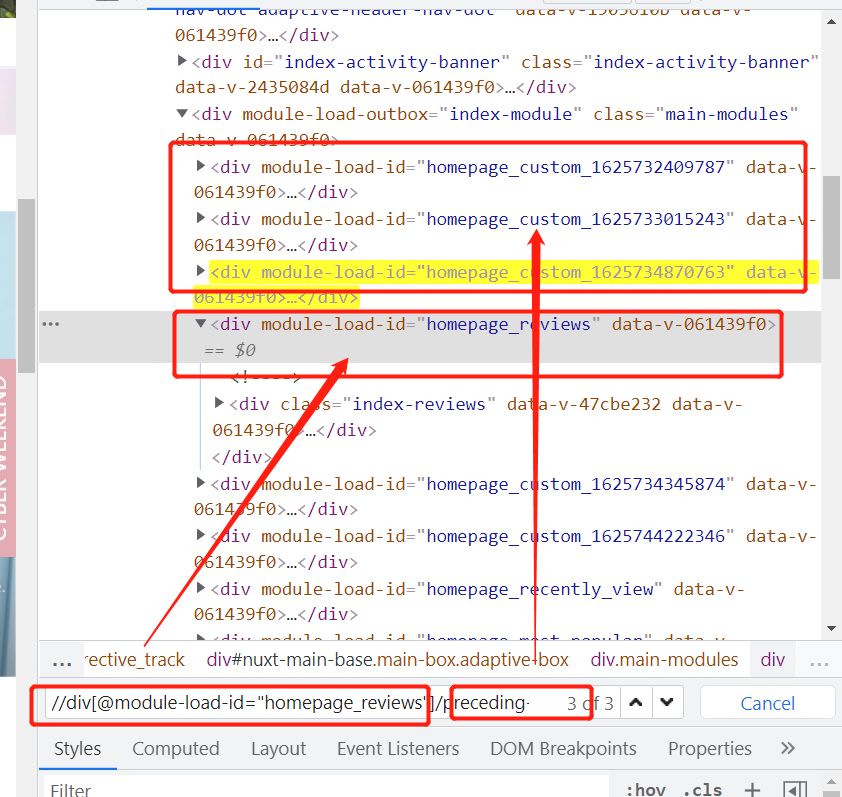 nav-dot adaptive-header-nav-dot" data-v-1905610b data-v-
061439f0>…</div>
▶<div id="index-activity-banner" class="index-activity-banner"
data-v-2435084d data-v-061439f0>…</div>
▼<div module-load-outbox="index-module" class="main-modules"
data-v-061439f0>
▶<div module-load-id="homepage_custom_1625732409787" data-v-
061439f0>…</div>
▶<div module-load-id="homepage_custom_1625733015243" data-v-
061439f0>…</div>
▶<div module-load-id="homepage_custom_1625734870763" data-v-
061439f0>…</div>
▼<div module-load-id="homepage_reviews" data-v-061439f0>
== $0
<!---->
▶<div class="index-reviews" data-v-47cbe232 data-v-
061439f0>…</div>
</div>
▶<div module-load-id="homepage_custom_1625734345874" data-v-
061439f0>…</div>
▶<div module-load-id="homepage_custom_1625744222346" data-v-
061439f0>…</div>
▶<div module-load-id="homepage_recently_view" data-v-
061439f0>…</div>
▶<div module-load-id="homepage_most_popular" data-v-
... rective_track div#nuxt-main-base.main-box.adaptive-box div.main-modules div ...
//div[@module-load-id="homepage_reviews"]/preceding- 3 of 3 Cancel
Styles Computed Layout Event Listeners DOM Breakpoints Properties »
Filter :hov .cls +
CYBER WEEKEND